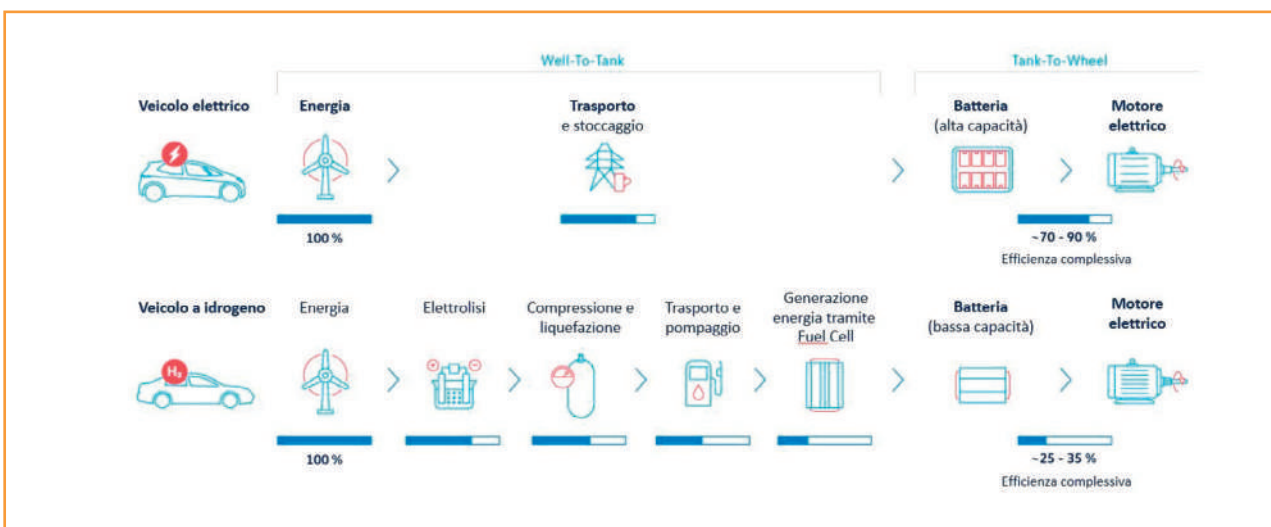 Well-To-Tank
Tank-To-Wheel
Veicolo elettrico
Energia
Trasporto
e stoccaggio
Batteria
(alta capacità)
Motore
elettrico
100 %
~70 - 90 %
Efficienza complessiva
Veicolo a idrogeno
Energia
Elettrolisi
Compressione e
liquefazione
Trasporto e
pompaggio
Generazione
energia tramite
Fuel Cell
Batteria
(bassa capacità)
Motore
elettrico
H₂
100 %
~25 - 35 %
Efficienza complessiva